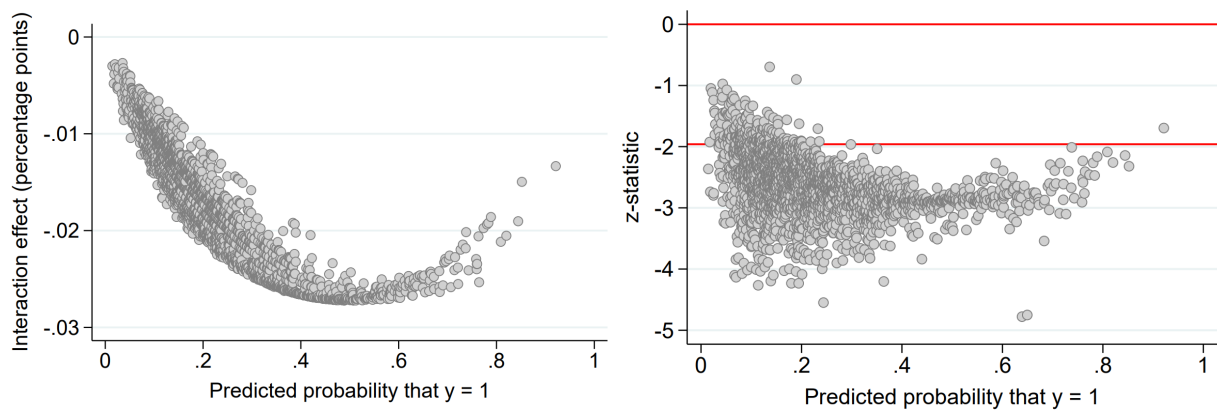 Interaction effect (percentage points)
0
-.01
-.02
-.03
0 .2 .4 .6 .8 1
Predicted probability that y = 1
z-statistic
0
-1
-2
-3
-4
-5
0 .2 .4 .6 .8 1
Predicted probability that y = 1